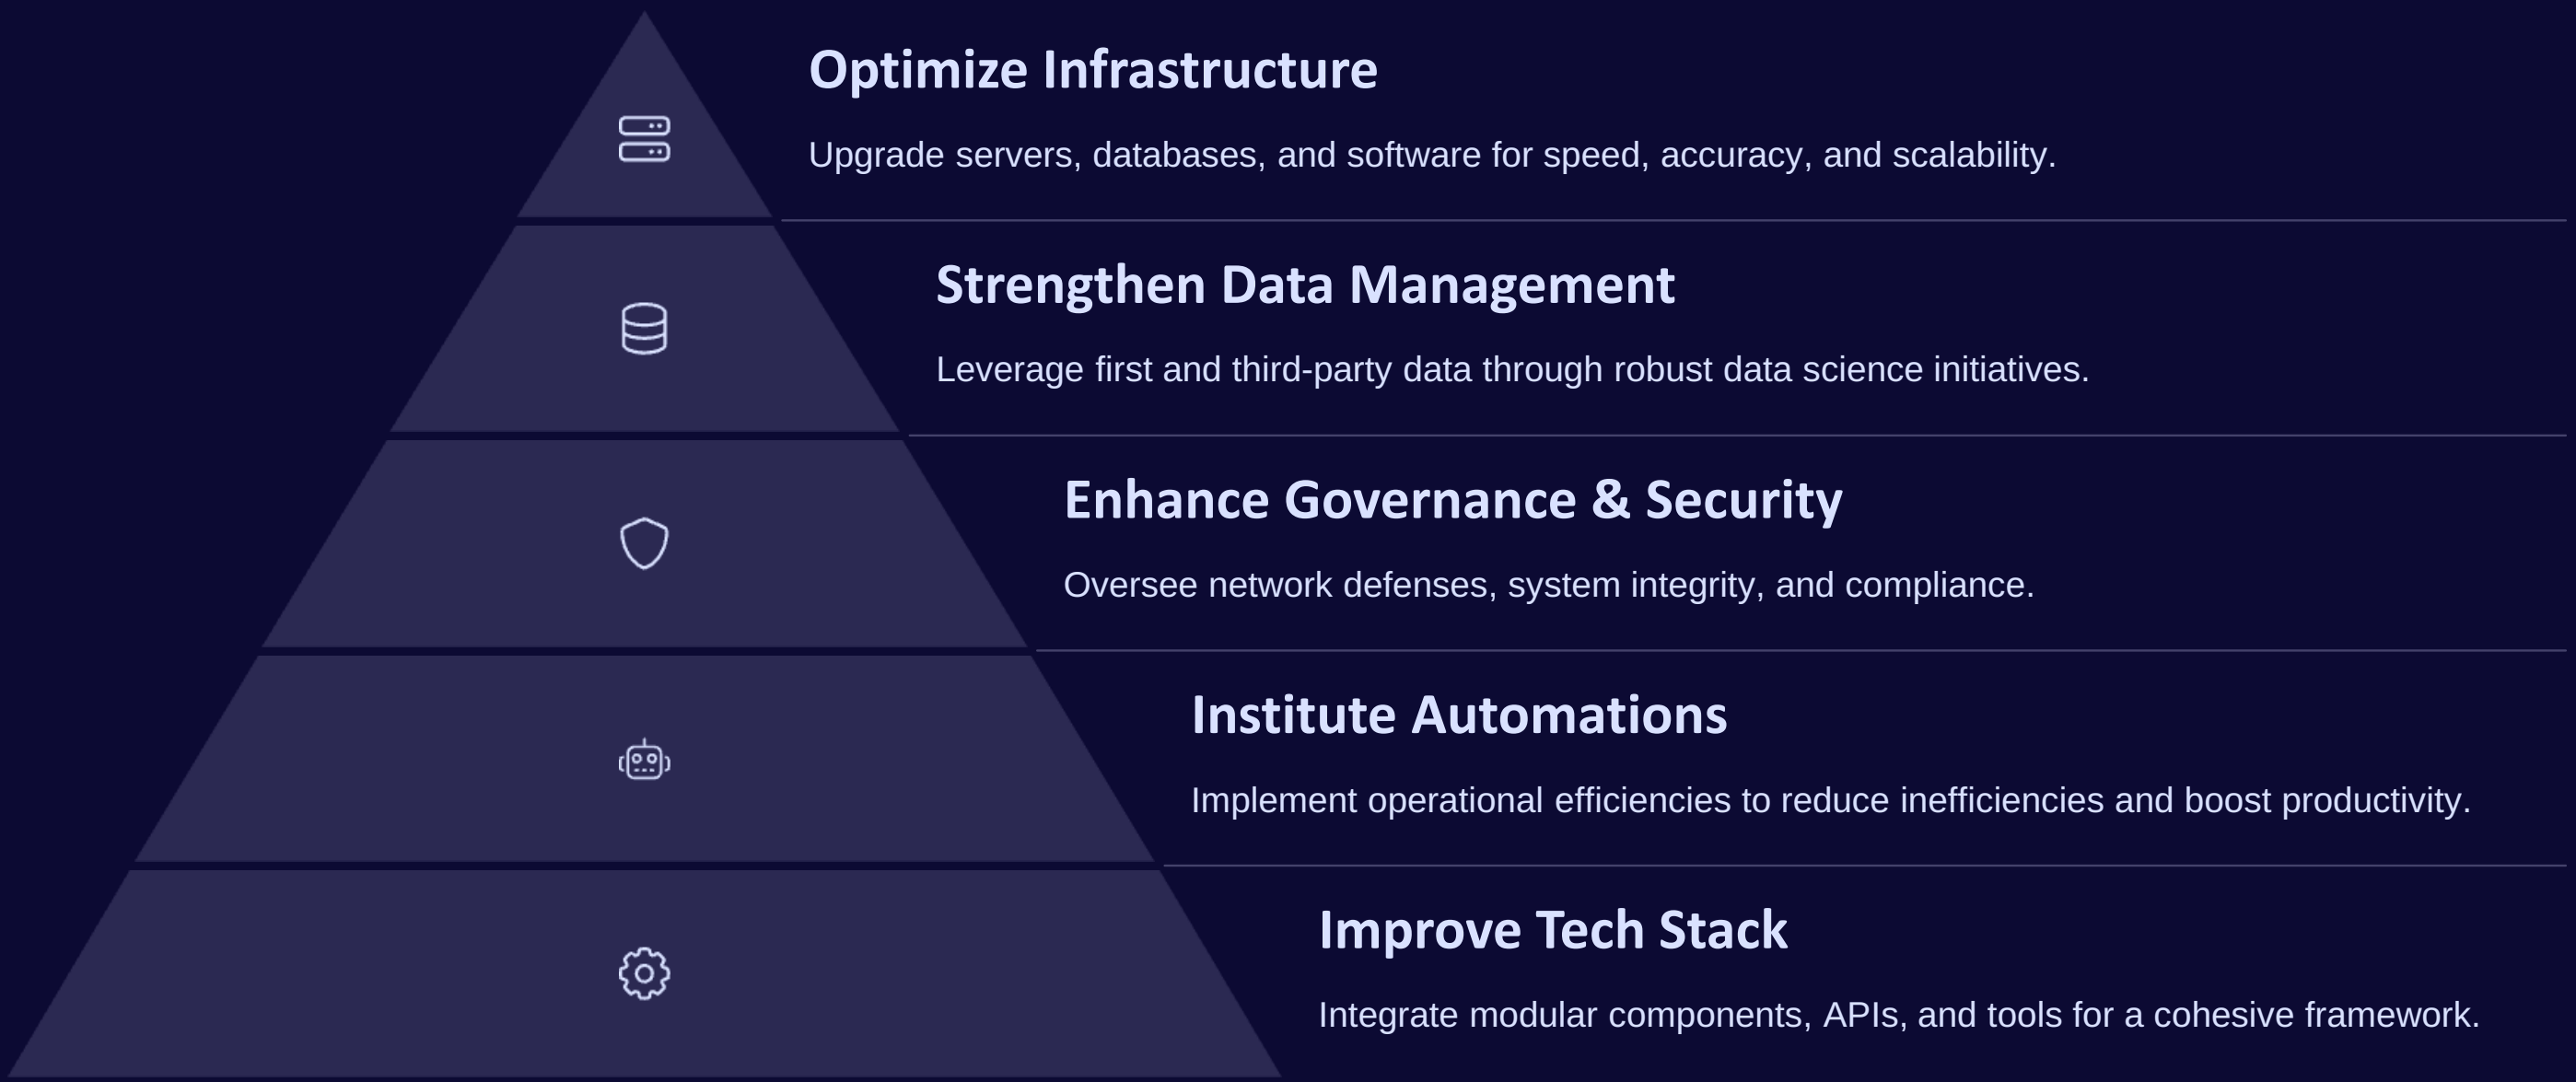 Optimize Infrastructure
Upgrade servers, databases, and software for speed, accuracy, and scalability.
Strengthen Data Management
Leverage first and third-party data through robust data science initiatives.
Enhance Governance & Security
Oversee network defenses, system integrity, and compliance.
Institute Automations
Implement operational efficiencies to reduce inefficiencies and boost productivity.
Improve Tech Stack
Integrate modular components, APIs, and tools for a cohesive framework.